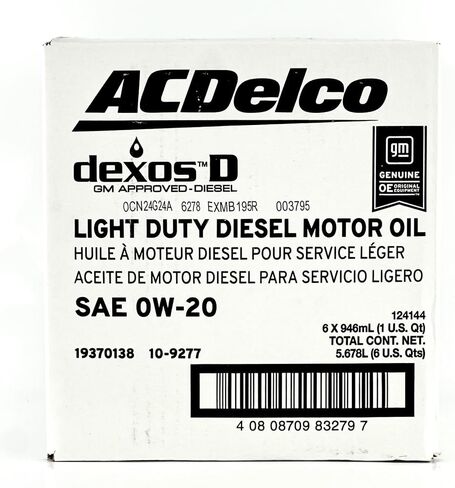 ACDelco
dexos™D
GM APPROVED-DIESEL
gm
GENUINE
OE ORIGINAL EQUIPMENT
OCN24G24A 6278 EXMB195R 003795
LIGHT DUTY DIESEL MOTOR OIL
HUILE À MOTEUR DIESEL POUR SERVICE LÉGER
ACEITE DE MOTOR DIESEL PARA SERVICIO LIGERO
SAE 0W-20
124144
6 X 946mL (1 U.S. Qt)
TOTAL CONT. NET.
5.678L (6 U.S. Qts)
19370138 10-9277
4 08 08709 83279 7